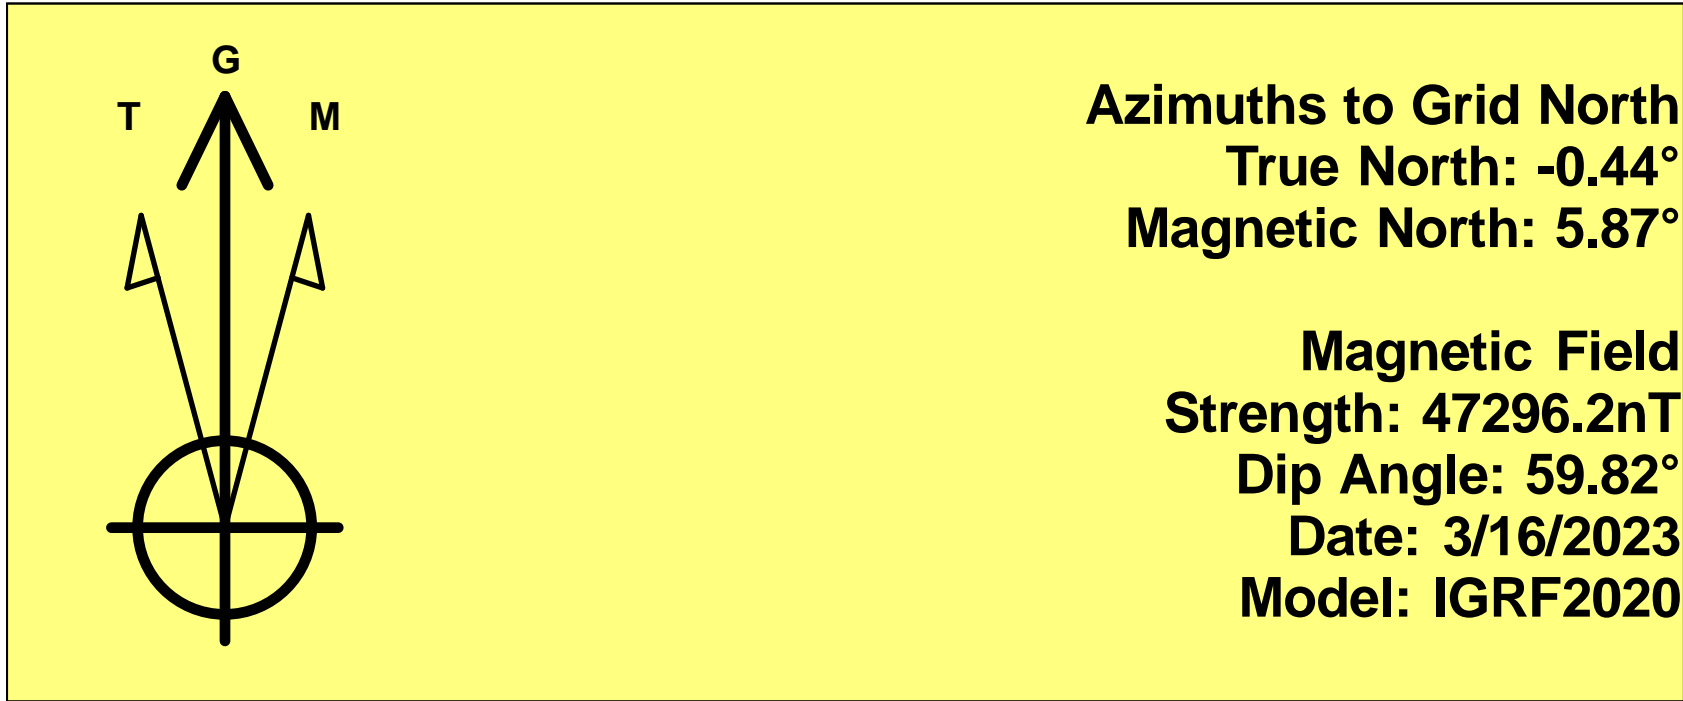 G
T M
Azimuths to Grid North
True North: -0.44°
Magnetic North: 5.87°
Magnetic Field
Strength: 47296.2nT
Dip Angle: 59.82°
Date: 3/16/2023
Model: IGRF2020